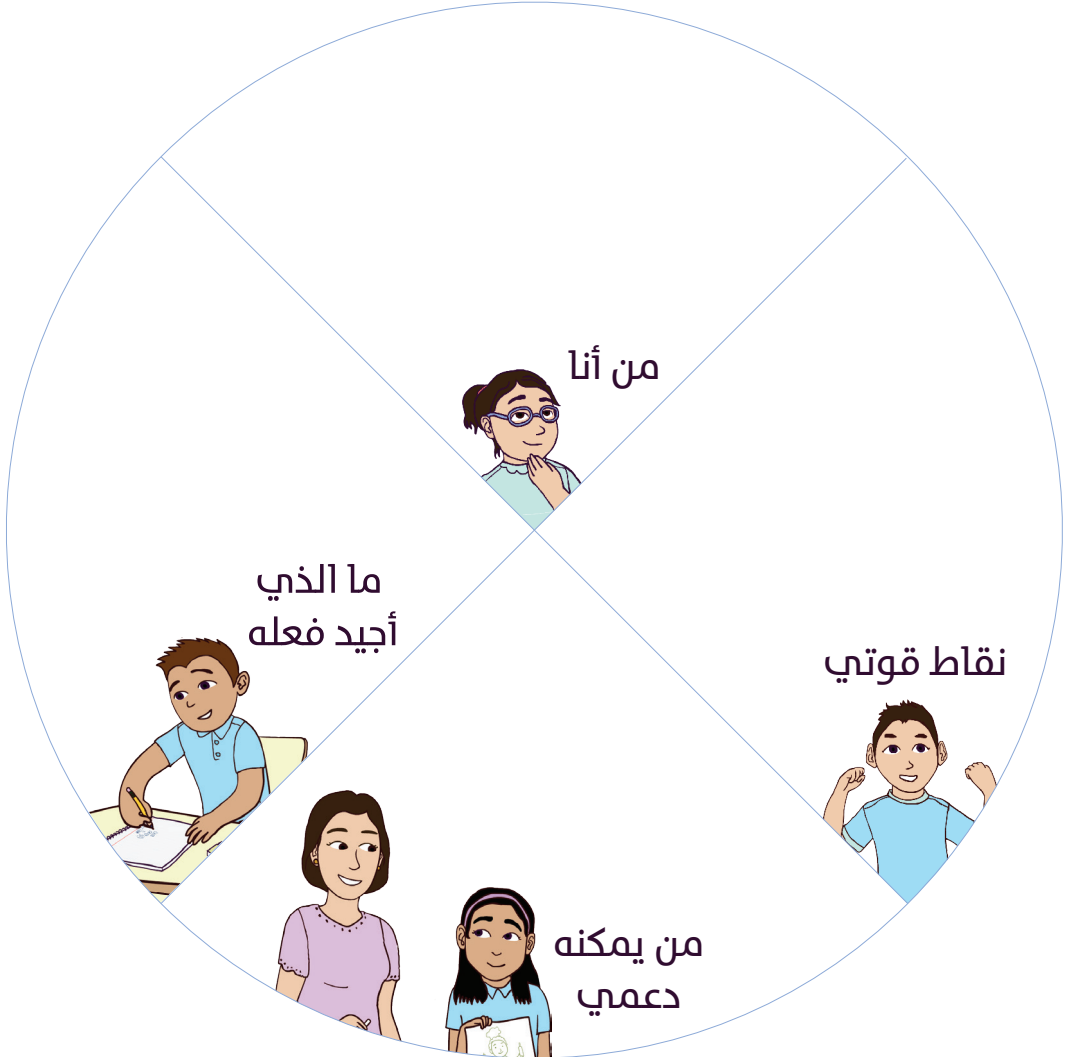 من أنا
نقاط قوتي
ما الذي
أجيد فعله
من يمكنه
دعمي